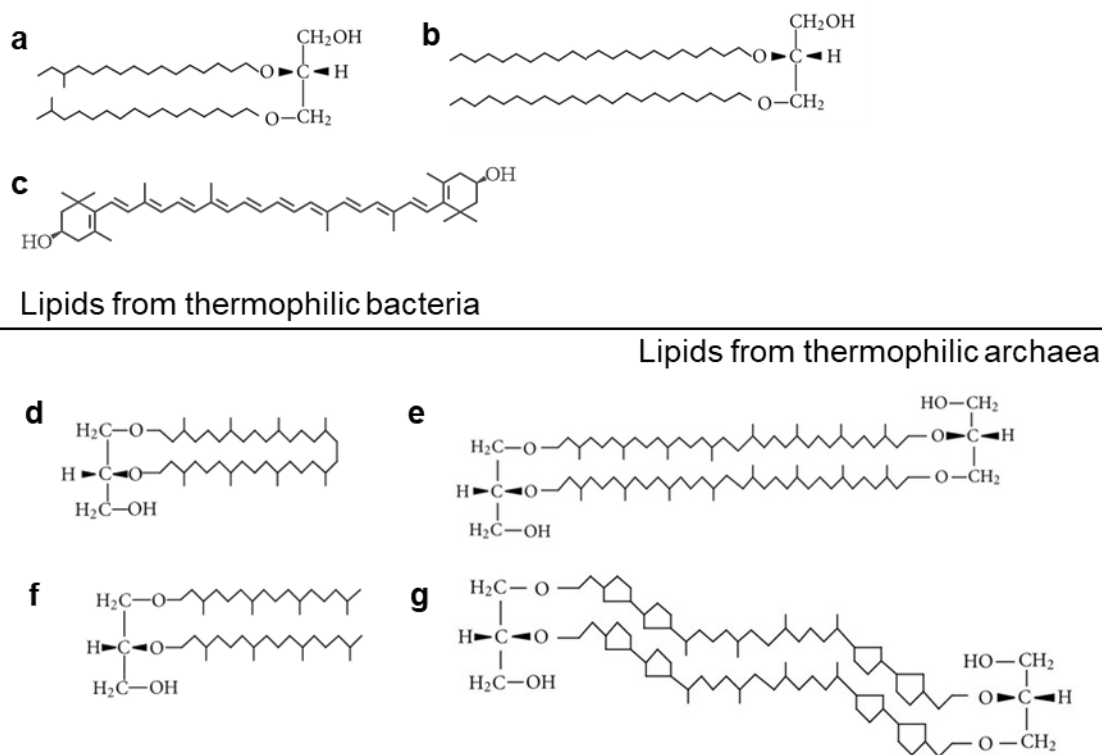 a
CH2OH
O C H
O—CH2
b
CH2OH
O C H
O—CH2
c
OH
HO
Lipids from thermophilic bacteria
Lipids from thermophilic archaea
d
H2C—O
H C O
H2C—OH
e
HO—CH2
H2C—O
O C H
H C O
O—CH2
H2C—OH
f
H2C—O
H C O
H2C—OH
g
H2C— O
H C O
H2C—OH
HO—CH2
O C H
O—CH2